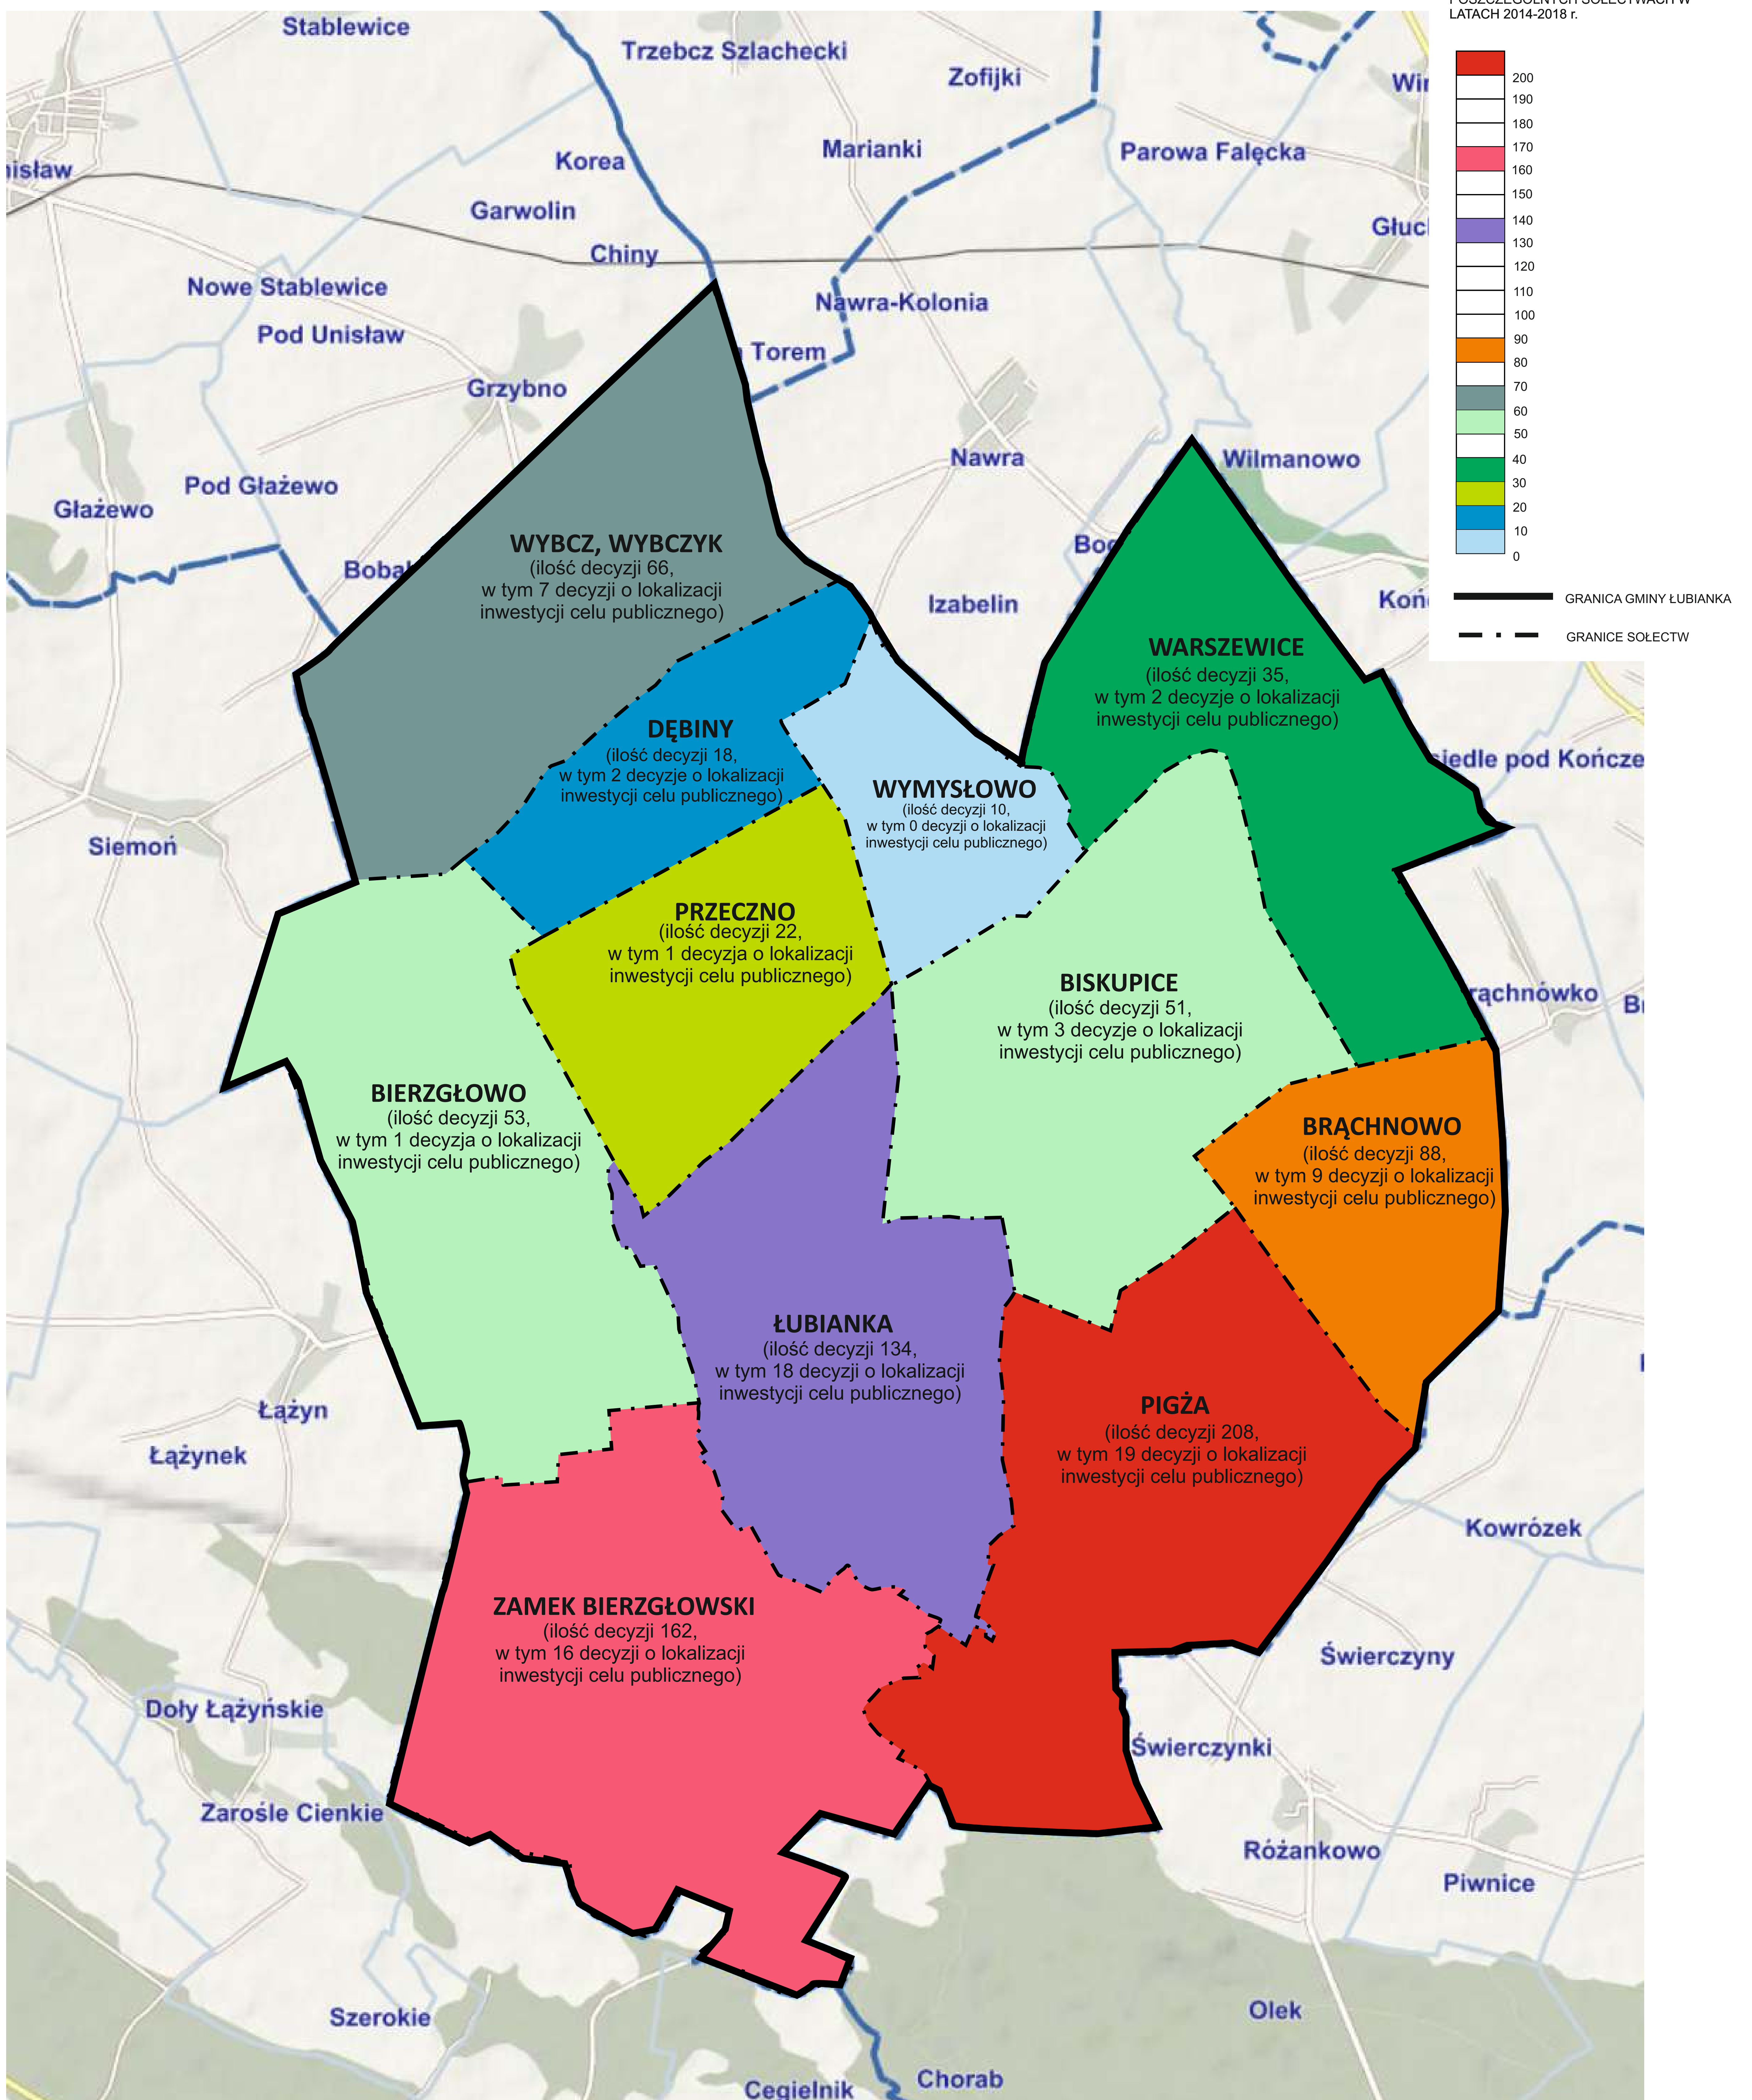 POSZCZEGÓLNYCH SOŁECTWACH W
LATACH 2014-2018 r.
200
190
180
170
160
150
140
130
120
110
100
90
80
70
60
50
40
30
20
10
0
GRANICA GMINY ŁUBIANKA
GRANICE SOŁECTW
Stablewice
Trzebcz Szlachecki
Zofijki
Korea
Marianki
Parowa Falęcka
Garwolin
Chiny
Nowe Stablewice
Nawra-Kolonia
Pod Unisław
Torem
Grzybno
Nawra
Wilmanowo
Pod Głażewo
Głażewo
WYBCZ, WYBCZYK
(ilość decyzji 66,
w tym 7 decyzji o lokalizacji
inwestycji celu publicznego)
Izabelin
WARSZEWICE
(ilość decyzji 35,
w tym 2 decyzje o lokalizacji
inwestycji celu publicznego)
DĘBINY
(ilość decyzji 18,
w tym 2 decyzje o lokalizacji
inwestycji celu publicznego)
siedle pod Kończe
WYMYSŁOWO
(ilość decyzji 10,
w tym 0 decyzji o lokalizacji
inwestycji celu publicznego)
Siemoń
PRZECZNO
(ilość decyzji 22,
w tym 1 decyzja o lokalizacji
inwestycji celu publicznego)
BISKUPICE
(ilość decyzji 51,
w tym 3 decyzje o lokalizacji
inwestycji celu publicznego)
rąchnówko
BIERZGŁOWO
(ilość decyzji 53,
w tym 1 decyzja o lokalizacji
inwestycji celu publicznego)
BRĄCHNOWO
(ilość decyzji 88,
w tym 9 decyzji o lokalizacji
inwestycji celu publicznego)
ŁUBIANKA
(ilość decyzji 134,
w tym 18 decyzji o lokalizacji
inwestycji celu publicznego)
Łążyn
PIGŻA
(ilość decyzji 208,
w tym 19 decyzji o lokalizacji
inwestycji celu publicznego)
Łążynek
Kowrózek
ZAMEK BIERZGŁOWSKI
(ilość decyzji 162,
w tym 16 decyzji o lokalizacji
inwestycji celu publicznego)
Świerczyny
Doły Łążyńskie
Świerczynki
Zarośle Cienkie
Różankowo
Piwnice
Szerokie
Olek
Chorab
Cegielnik